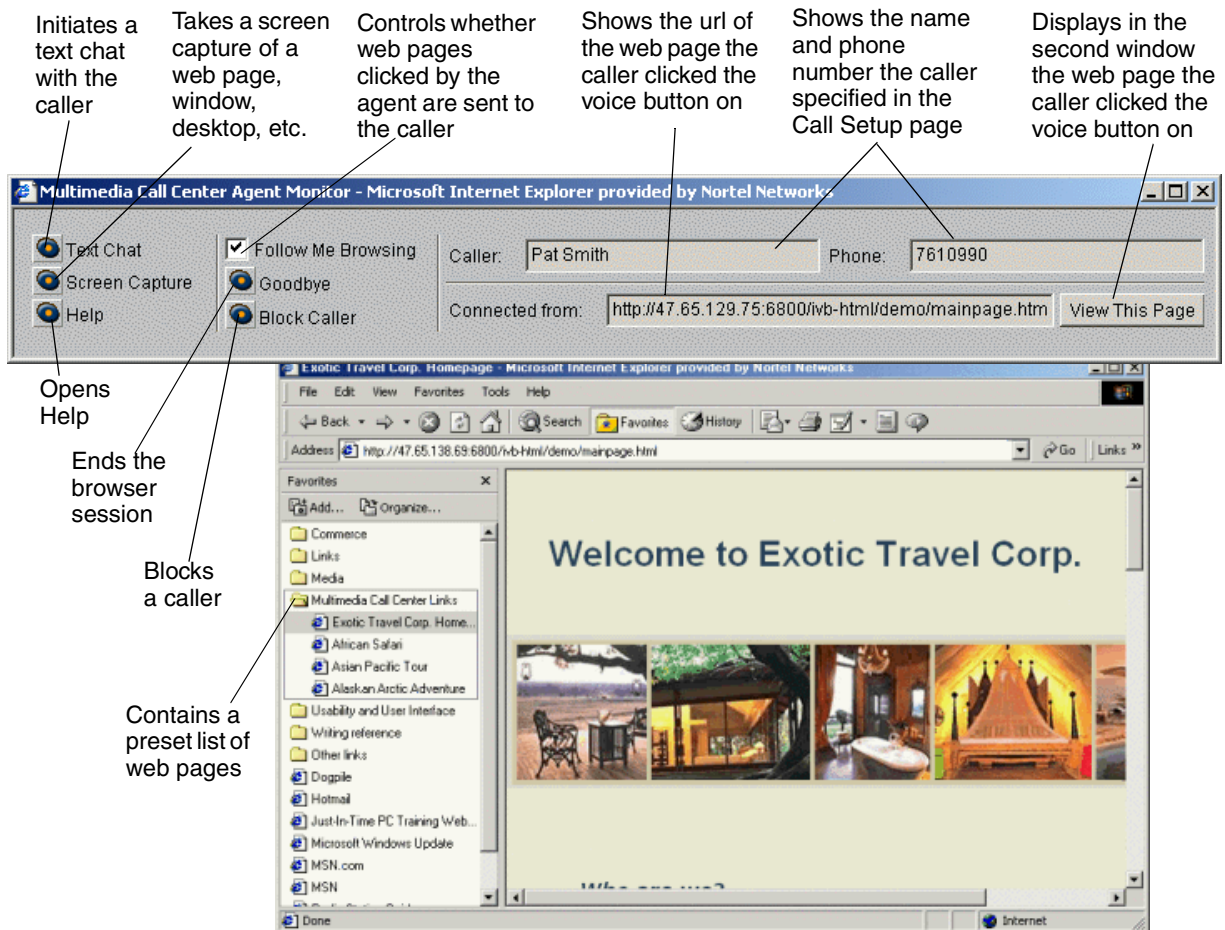 Initiates a
text chat
with the
caller
Takes a screen
capture of a
web page,
window,
desktop, etc.
Controls whether
web pages
clicked by the
agent are sent to
the caller
Shows the url of
the web page the
caller clicked the
voice button on
Shows the name
and phone
number the caller
specified in the
Call Setup page
Displays in the
second window
the web page the
caller clicked the
voice button on
Multimedia Call Center Agent Monitor - Microsoft Internet Explorer provided by Nortel Networks
Text Chat
Screen Capture
Help
Follow Me Browsing
Goodbye
Block Caller
Caller: Pat Smith Phone: 7610990
Connected from: http://47.65.129.75:6800/ivb-html/demo/mainpage.htm View This Page
Opens
Help
Ends the
browser
session
Blocks
a caller
Contains a
preset list of
web pages
Exotic Travel Corp. Homepage - Microsoft Internet Explorer provided by Nortel Networks
File Edit View Favorites Tools Help
Back Search Favorites History
Address http://47.65.138.69:6800/ivb-html/demo/mainpage.html Go Links »
Favorites
Add... Organize...
Commerce
Links
Media
Multimedia Call Center Links
Exotic Travel Corp. Home...
African Safari
Asian Pacific Tour
Alaskan Arctic Adventure
Usability and User Interface
Writing reference
Other links
Dogpile
Hotmail
Just-In-Time PC Training Web...
Microsoft Windows Update
MSN.com
MSN
Welcome to Exotic Travel Corp.
Who are we?
Done Internet